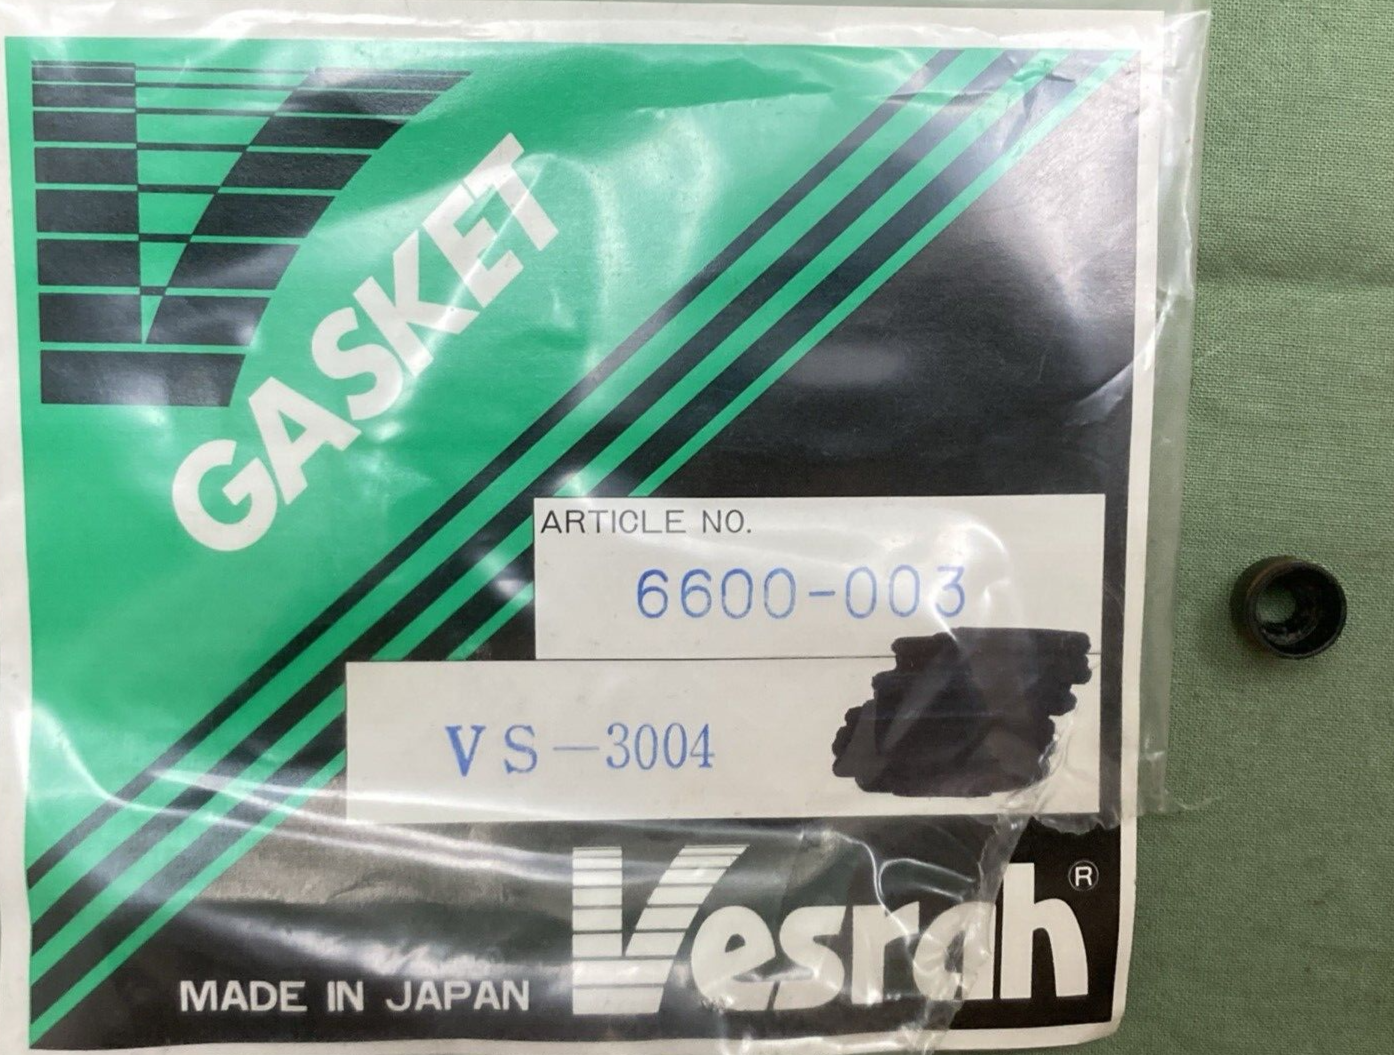 GASKET
ARTICLE NO.
6600-003
VS-3004
Vesrah®
MADE IN JAPAN